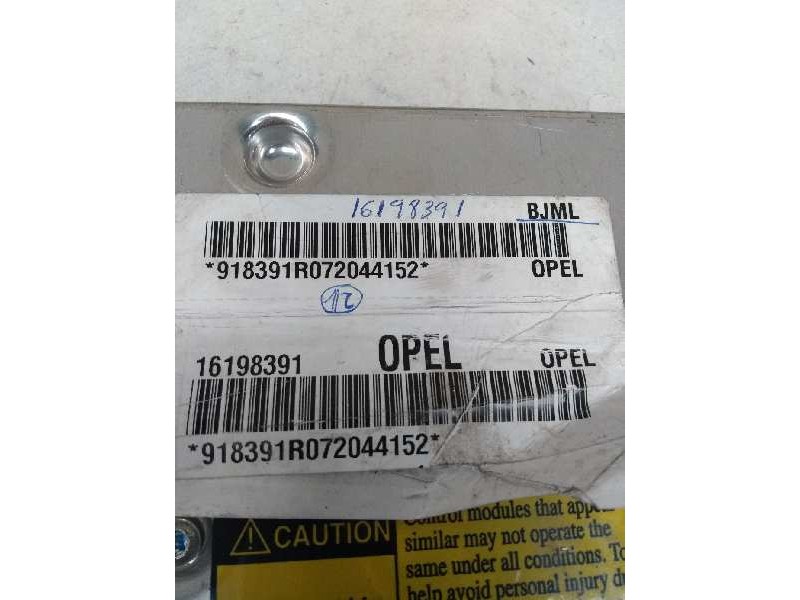 16198391 BJML
*918391R072044152* OPEL
12
16198391 OPEL OPEL
*918391R072044152*
CAUTION
Control modules that
similar may not operate the
same under all conditions. To
help avoid personal injury